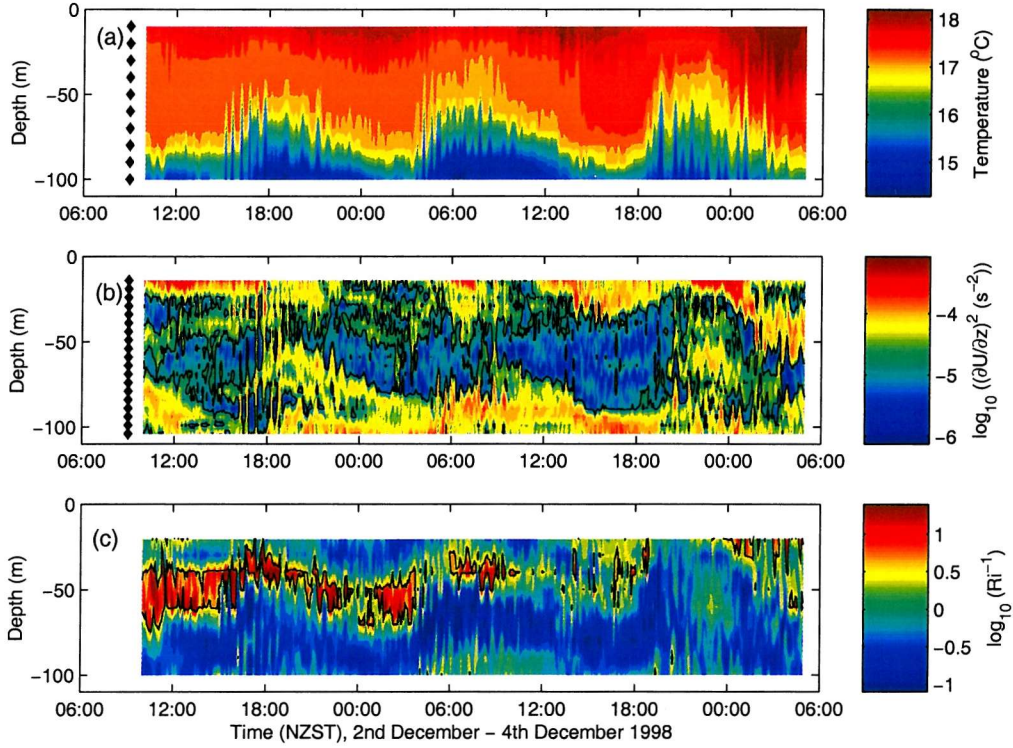 (a)
Depth (m)
0
−50
−100
06:00 12:00 18:00 00:00 06:00 12:00 18:00 00:00 06:00
18
17
16
15
Temperature (⁰C)
(b)
Depth (m)
0
−50
−100
06:00 12:00 18:00 00:00 06:00 12:00 18:00 00:00 06:00
−4
−5
−6
log₁₀ ((∂U/∂z)² (s⁻²))
(c)
Depth (m)
0
−50
−100
06:00 12:00 18:00 00:00 06:00 12:00 18:00 00:00 06:00
Time (NZST), 2nd December − 4th December 1998
1
0.5
0
−0.5
−1
log₁₀ (Ri⁻¹)